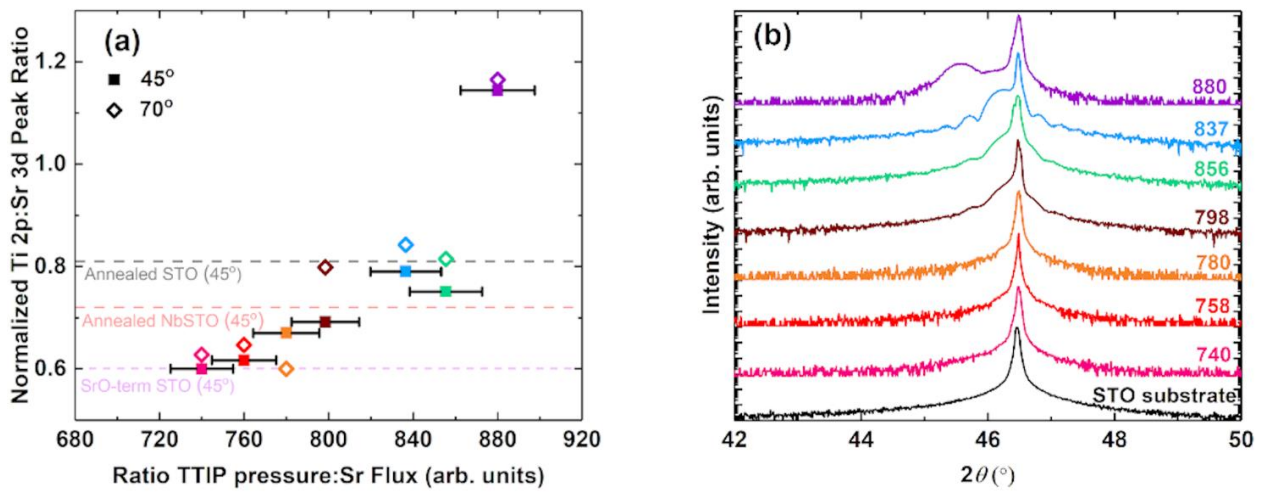 (a)
45°
70°
1.2
1.0
0.8
0.6
Normalized Ti 2p:Sr 3d Peak Ratio
Annealed STO (45°)
Annealed NbSTO (45°)
SrO-term STO (45°)
680 720 760 800 840 880 920
Ratio TTIP pressure:Sr Flux (arb. units)
(b)
Intensity (arb. units)
880
837
856
798
780
758
740
STO substrate
42 44 46 48 50
2θ (°)